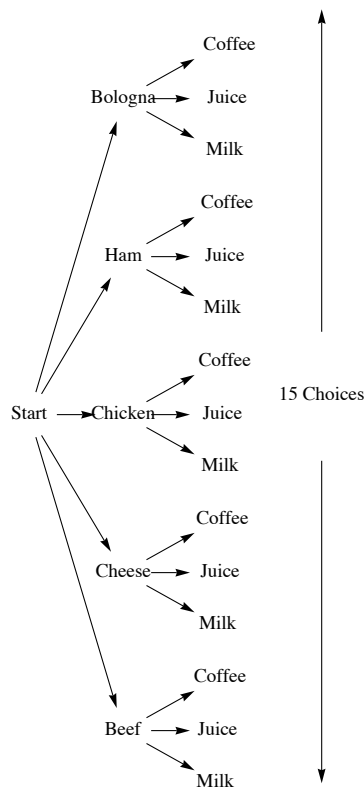 Coffee
Bologna
Juice
Milk
Coffee
Ham
Juice
Milk
Coffee
15 Choices
Start
Chicken
Juice
Milk
Coffee
Cheese
Juice
Milk
Coffee
Beef
Juice
Milk